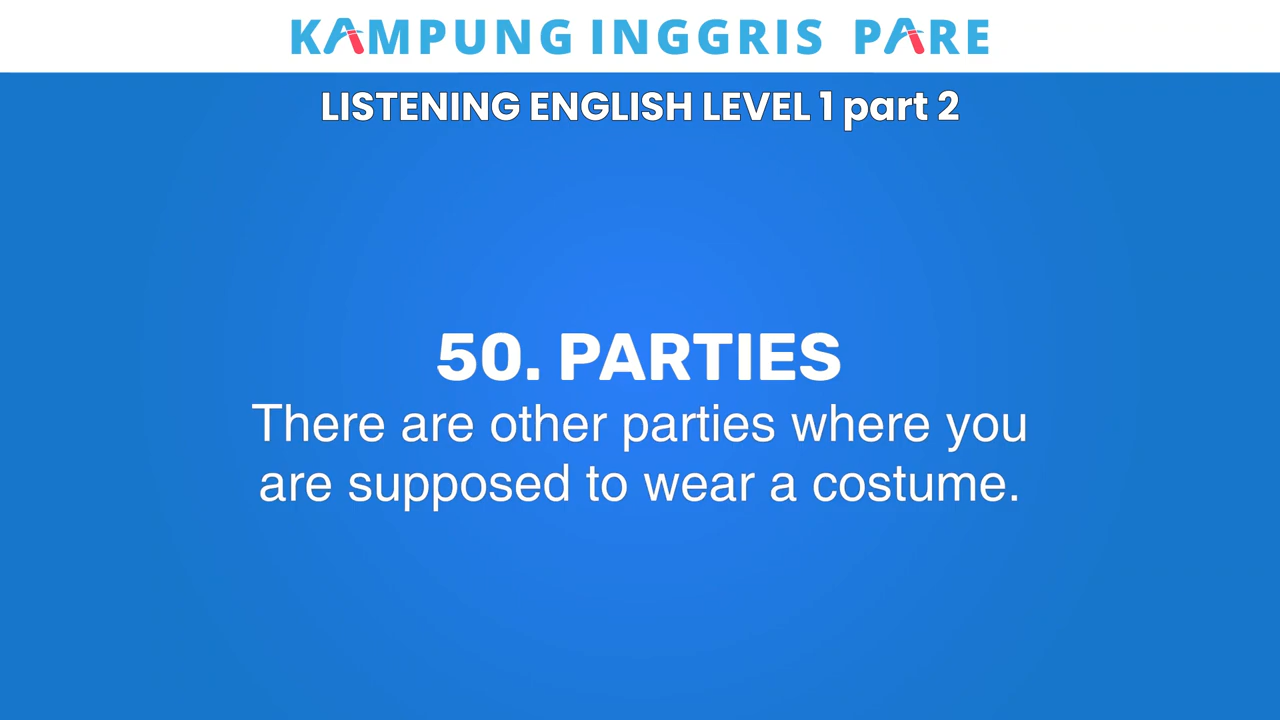 KAMPUNG INGGRIS PARE
LISTENING ENGLISH LEVEL 1 part 2
50. PARTIES
There are other parties where you
are supposed to wear a costume.